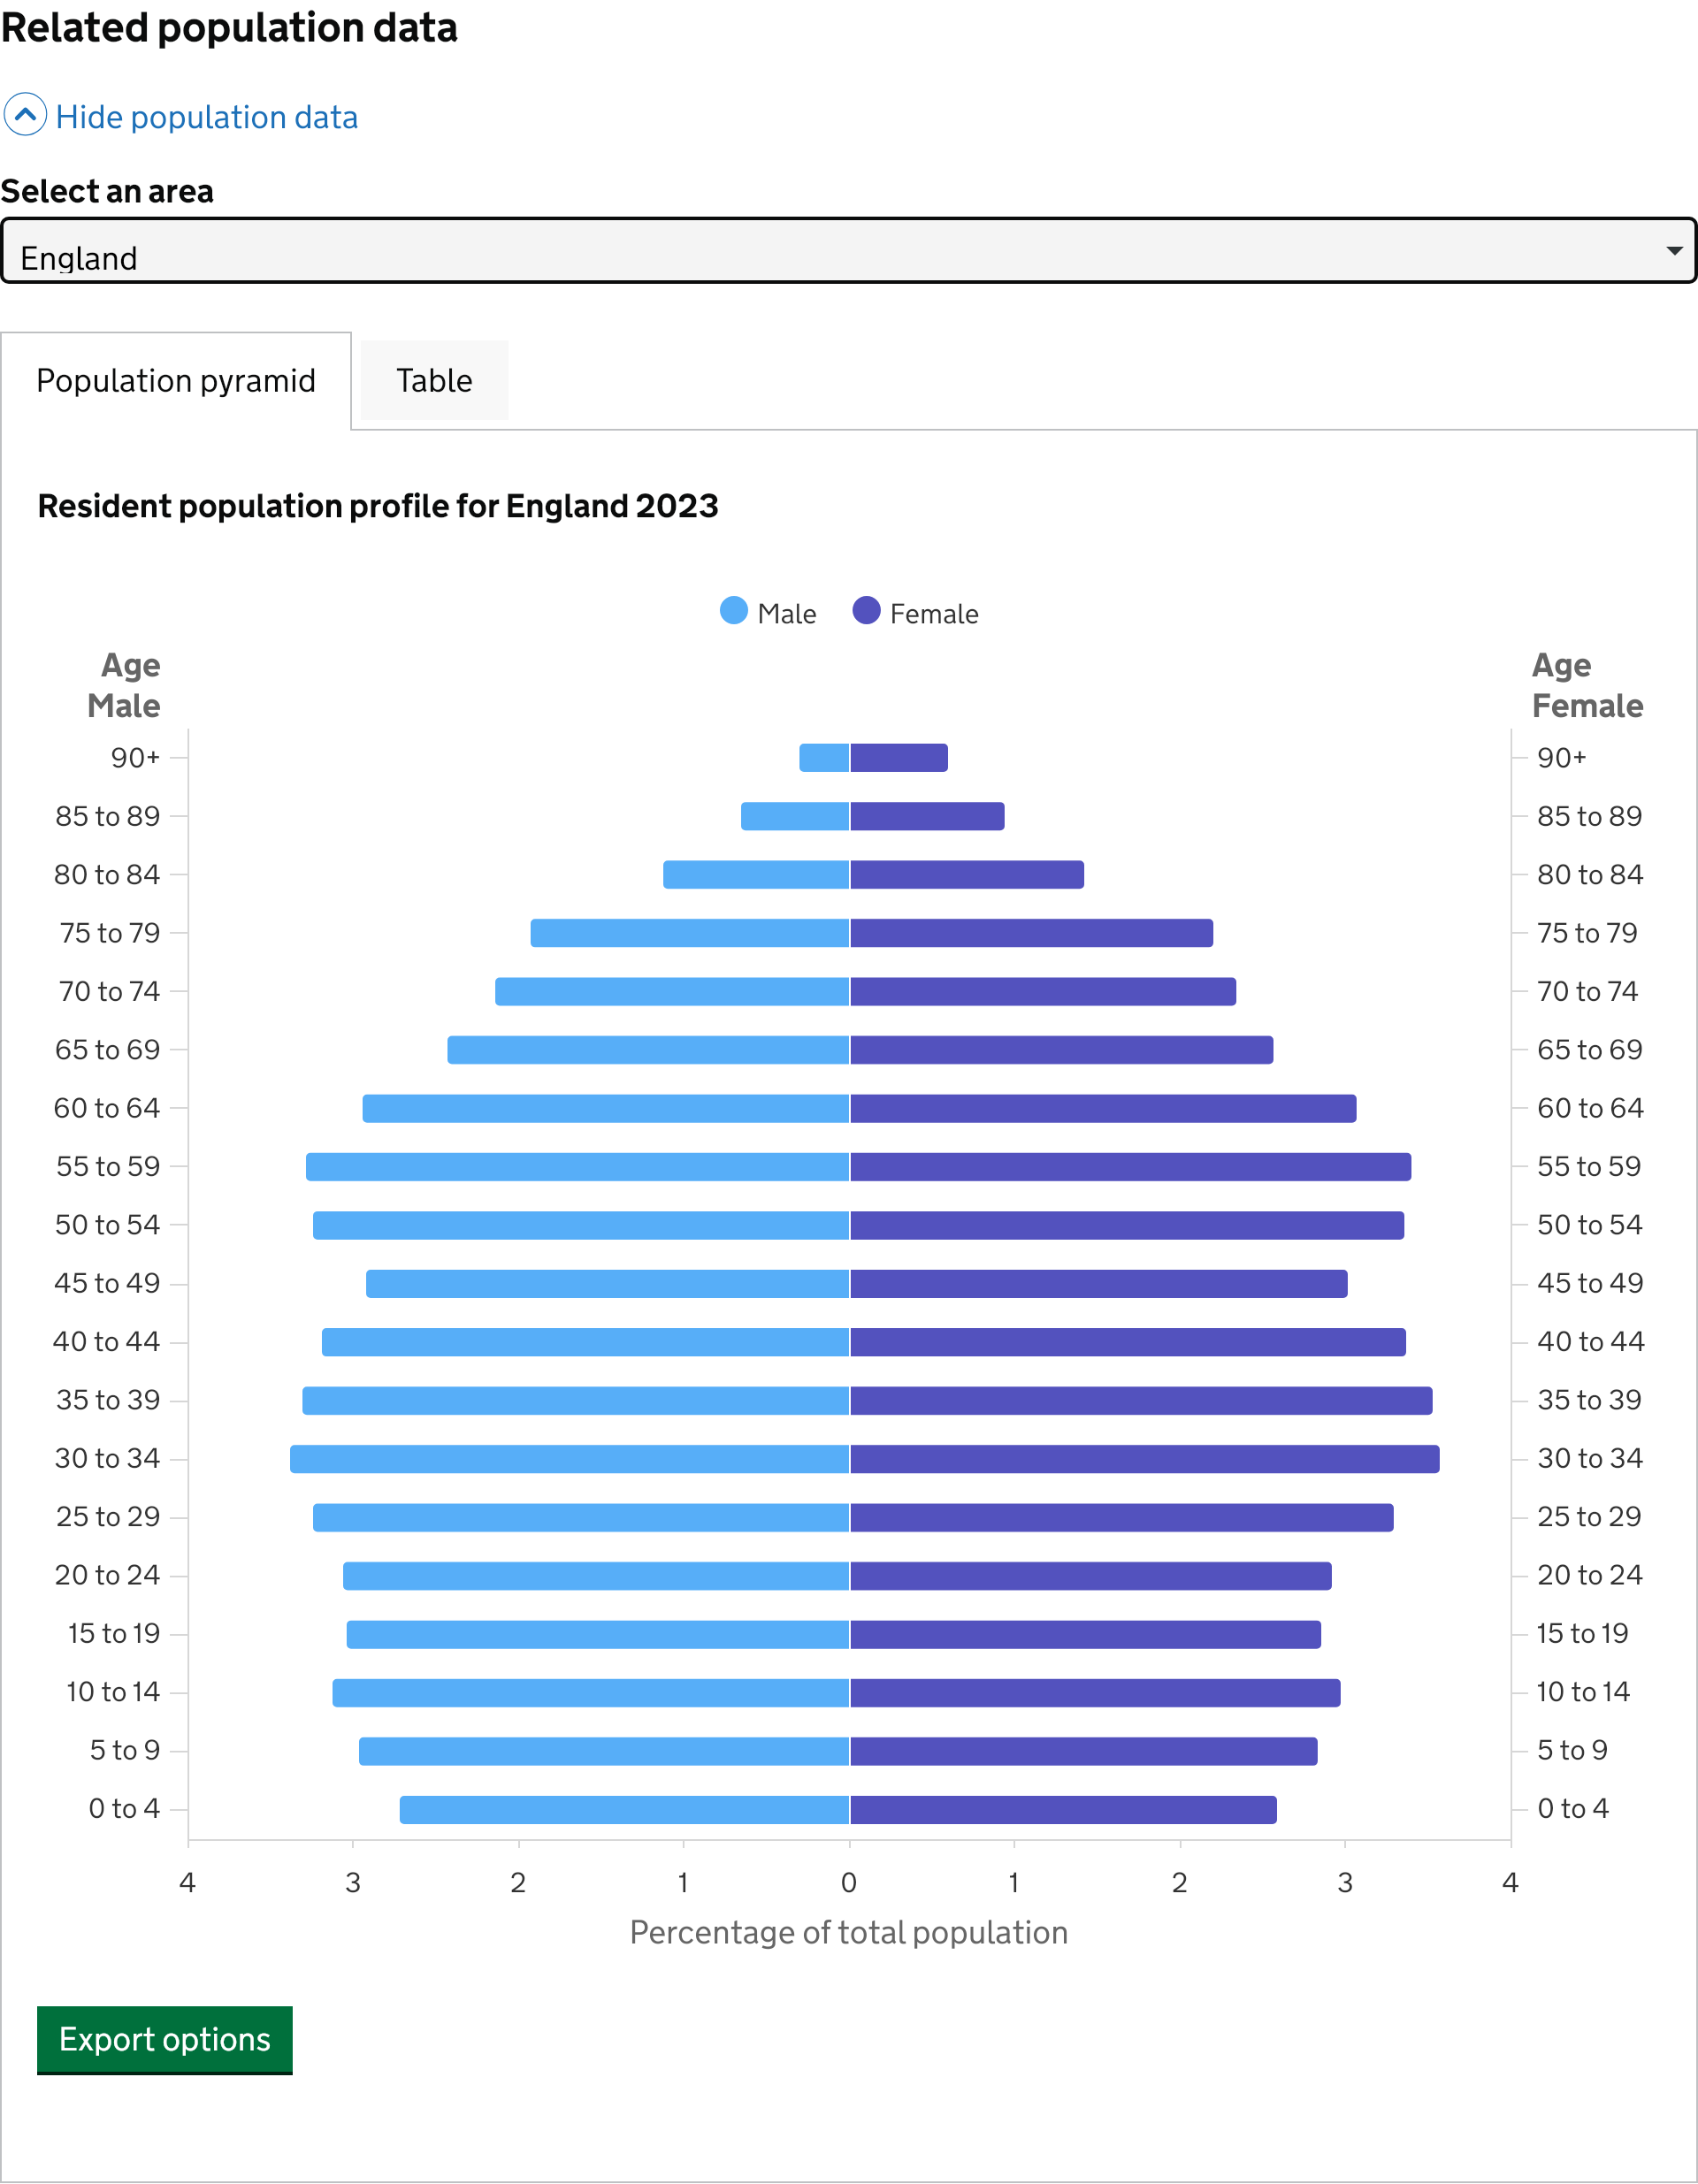 Related population data
Hide population data
Select an area
England
Population pyramid Table
Resident population profile for England 2023
Male Female
Age Male Age Female
90+ 90+
85 to 89 85 to 89
80 to 84 80 to 84
75 to 79 75 to 79
70 to 74 70 to 74
65 to 69 65 to 69
60 to 64 60 to 64
55 to 59 55 to 59
50 to 54 50 to 54
45 to 49 45 to 49
40 to 44 40 to 44
35 to 39 35 to 39
30 to 34 30 to 34
25 to 29 25 to 29
20 to 24 20 to 24
15 to 19 15 to 19
10 to 14 10 to 14
5 to 9 5 to 9
0 to 4 0 to 4
4 3 2 1 0 1 2 3 4
Percentage of total population
Export options